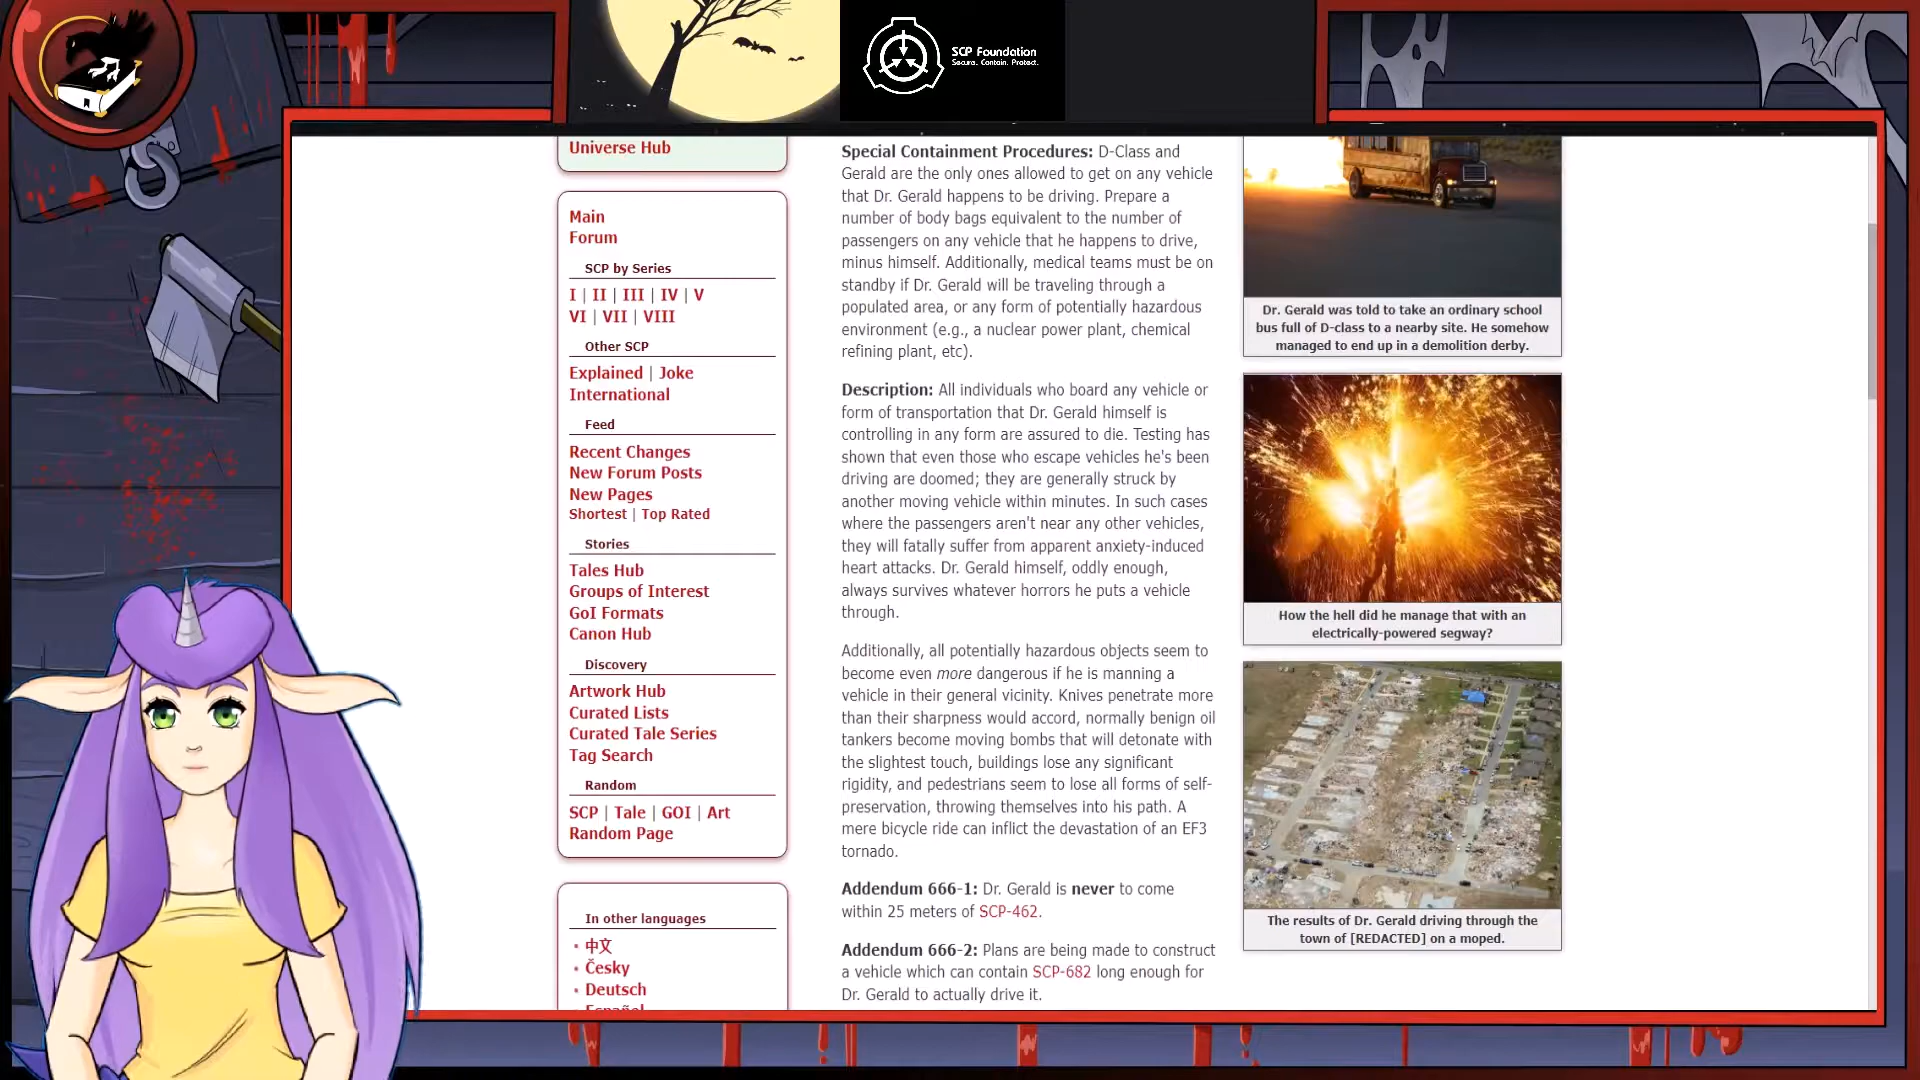 SCP Foundation
Secure. Contain. Protect.
Universe Hub
Main
Forum
SCP by Series
I | II | III | IV | V
VI | VII | VIII
Other SCP
Explained | Joke
International
Feed
Recent Changes
New Forum Posts
New Pages
Shortest | Top Rated
Stories
Tales Hub
Groups of Interest
GoI Formats
Canon Hub
Discovery
Artwork Hub
Curated Lists
Curated Tale Series
Tag Search
Random
SCP | Tale | GOI | Art
Random Page
In other languages
中文
Česky
Deutsch
Español
Special Containment Procedures: D-Class and
Gerald are the only ones allowed to get on any vehicle
that Dr. Gerald happens to be driving. Prepare a
number of body bags equivalent to the number of
passengers on any vehicle that he happens to drive,
minus himself. Additionally, medical teams must be on
standby if Dr. Gerald will be traveling through a
populated area, or any form of potentially hazardous
environment (e.g., a nuclear power plant, chemical
refining plant, etc).
Description: All individuals who board any vehicle or
form of transportation that Dr. Gerald himself is
controlling in any form are assured to die. Testing has
shown that even those who escape vehicles he's been
driving are doomed; they are generally struck by
another moving vehicle within minutes. In such cases
where the passengers aren't near any other vehicles,
they will fatally suffer from apparent anxiety-induced
heart attacks. Dr. Gerald himself, oddly enough,
always survives whatever horrors he puts a vehicle
through.
Additionally, all potentially hazardous objects seem to
become even more dangerous if he is manning a
vehicle in their general vicinity. Knives penetrate more
than their sharpness would accord, normally benign oil
tankers become moving bombs that will detonate with
the slightest touch, buildings lose any significant
rigidity, and pedestrians seem to lose all forms of self-
preservation, throwing themselves into his path. A
mere bicycle ride can inflict the devastation of an EF3
tornado.
Addendum 666-1: Dr. Gerald is never to come
within 25 meters of SCP-462.
Addendum 666-2: Plans are being made to construct
a vehicle which can contain SCP-682 long enough for
Dr. Gerald to actually drive it.
Dr. Gerald was told to take an ordinary school
bus full of D-class to a nearby site. He somehow
managed to end up in a demolition derby.
How the hell did he manage that with an
electrically-powered segway?
The results of Dr. Gerald driving through the
town of [REDACTED] on a moped.